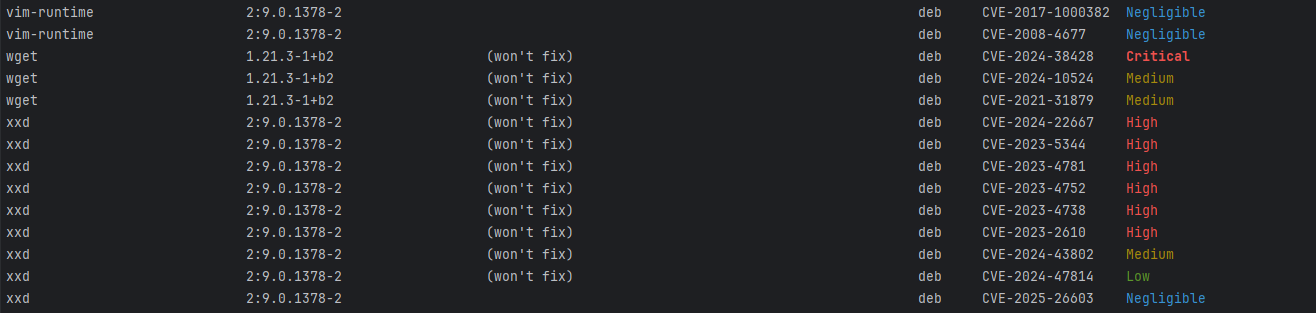 vim-runtime 2:9.0.1378-2 deb CVE-2017-1000382 Negligible
vim-runtime 2:9.0.1378-2 deb CVE-2008-4677 Negligible
wget 1.21.3-1+b2 (won't fix) deb CVE-2024-38428 Critical
wget 1.21.3-1+b2 (won't fix) deb CVE-2024-10524 Medium
wget 1.21.3-1+b2 (won't fix) deb CVE-2021-31879 Medium
xxd 2:9.0.1378-2 (won't fix) deb CVE-2024-22667 High
xxd 2:9.0.1378-2 (won't fix) deb CVE-2023-5344 High
xxd 2:9.0.1378-2 (won't fix) deb CVE-2023-4781 High
xxd 2:9.0.1378-2 (won't fix) deb CVE-2023-4752 High
xxd 2:9.0.1378-2 (won't fix) deb CVE-2023-4738 High
xxd 2:9.0.1378-2 (won't fix) deb CVE-2023-2610 High
xxd 2:9.0.1378-2 (won't fix) deb CVE-2024-43802 Medium
xxd 2:9.0.1378-2 (won't fix) deb CVE-2024-47814 Low
xxd 2:9.0.1378-2 deb CVE-2025-26603 Negligible